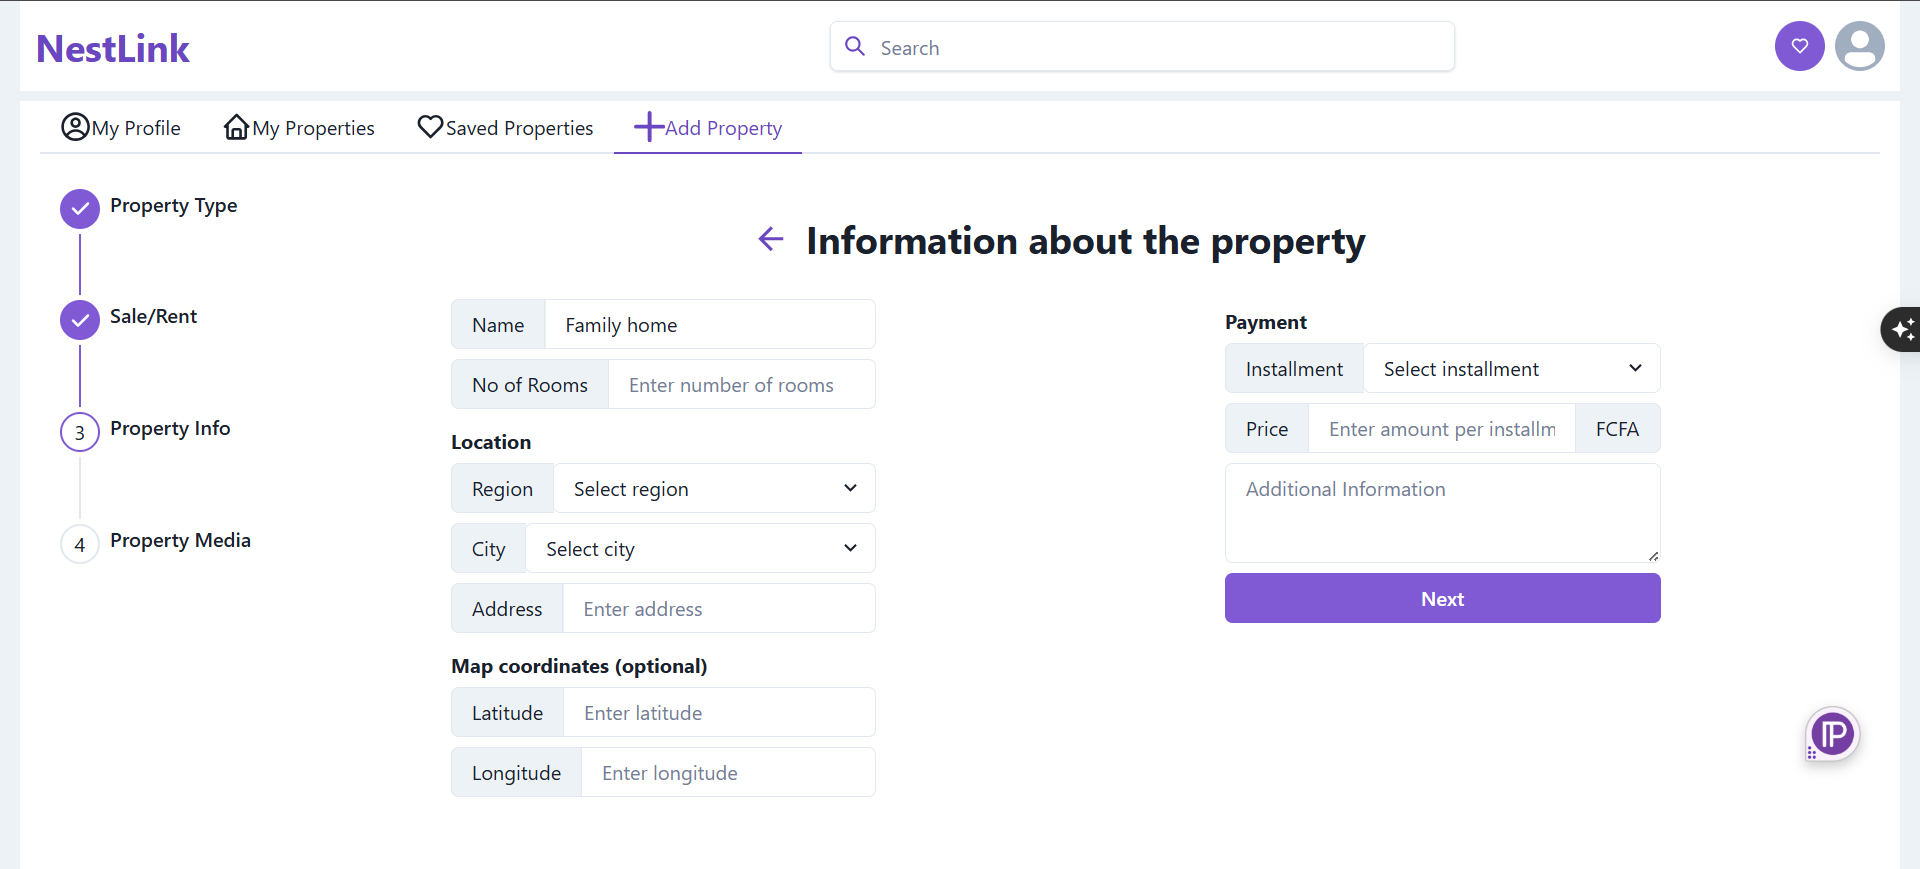 NestLink
Search
My Profile
My Properties
Saved Properties
Add Property
Property Type
Sale/Rent
3
Property Info
4
Property Media
Information about the property
Name
Family home
No of Rooms
Enter number of rooms
Location
Region
Select region
City
Select city
Address
Enter address
Map coordinates (optional)
Latitude
Enter latitude
Longitude
Enter longitude
Payment
Installment
Select installment
Price
Enter amount per installm
FCFA
Additional Information
Next
IP